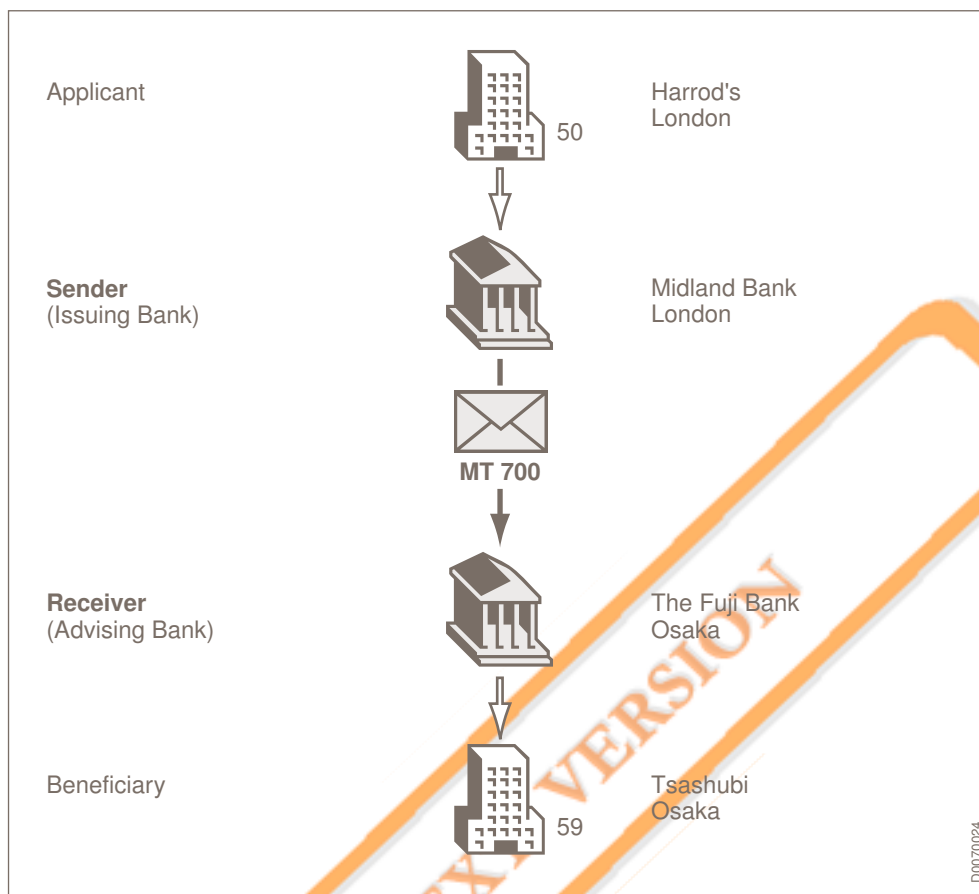 Applicant
50
Harrod's
London
Sender
(Issuing Bank)
Midland Bank
London
MT 700
Receiver
(Advising Bank)
The Fuji Bank
Osaka
Beneficiary
59
Tsashubi
Osaka
VERSION
D0070024